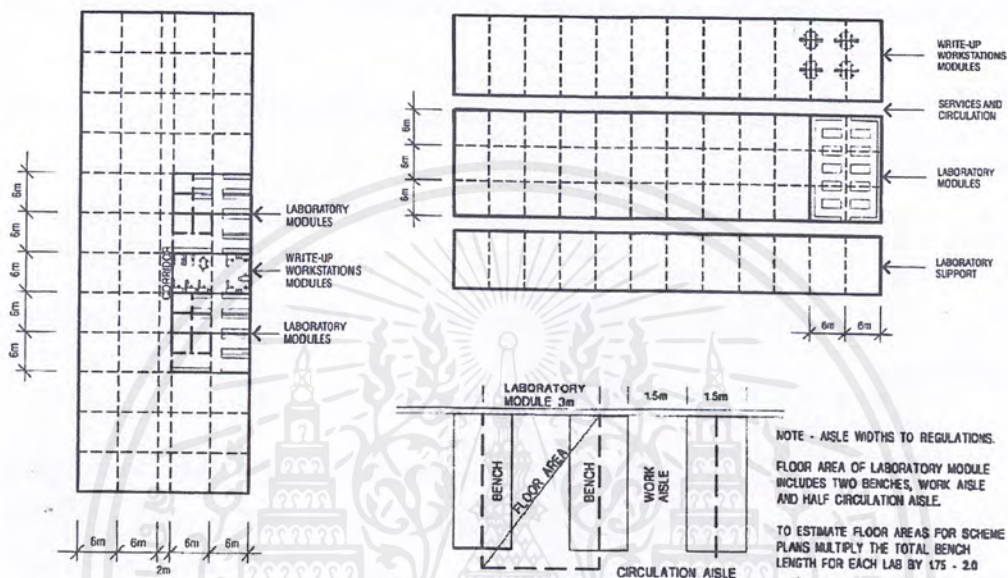 6m
6m
6m
6m
6m
CORRIDOR
LABORATORY
MODULES
WRITE-UP
WORKSTATIONS
MODULES
LABORATORY
MODULES
6m
6m
2m
6m
6m
WRITE-UP
WORKSTATIONS
MODULES
SERVICES AND
CIRCULATION
6m
6m
6m
LABORATORY
MODULES
LABORATORY
SUPPORT
6m
6m
LABORATORY
MODULE 3m
1.5m
1.5m
BENCH
FLOOR AREA
BENCH
WORK
AISLE
CIRCULATION AISLE
NOTE - AISLE WIDTHS TO REGULATIONS.
FLOOR AREA OF LABORATORY MODULE
INCLUDES TWO BENCHES, WORK AISLE
AND HALF CIRCULATION AISLE.
TO ESTIMATE FLOOR AREAS FOR SCHEME
PLANS MULTIPLY THE TOTAL BENCH
LENGTH FOR EACH LAB BY 1.75 - 2.0